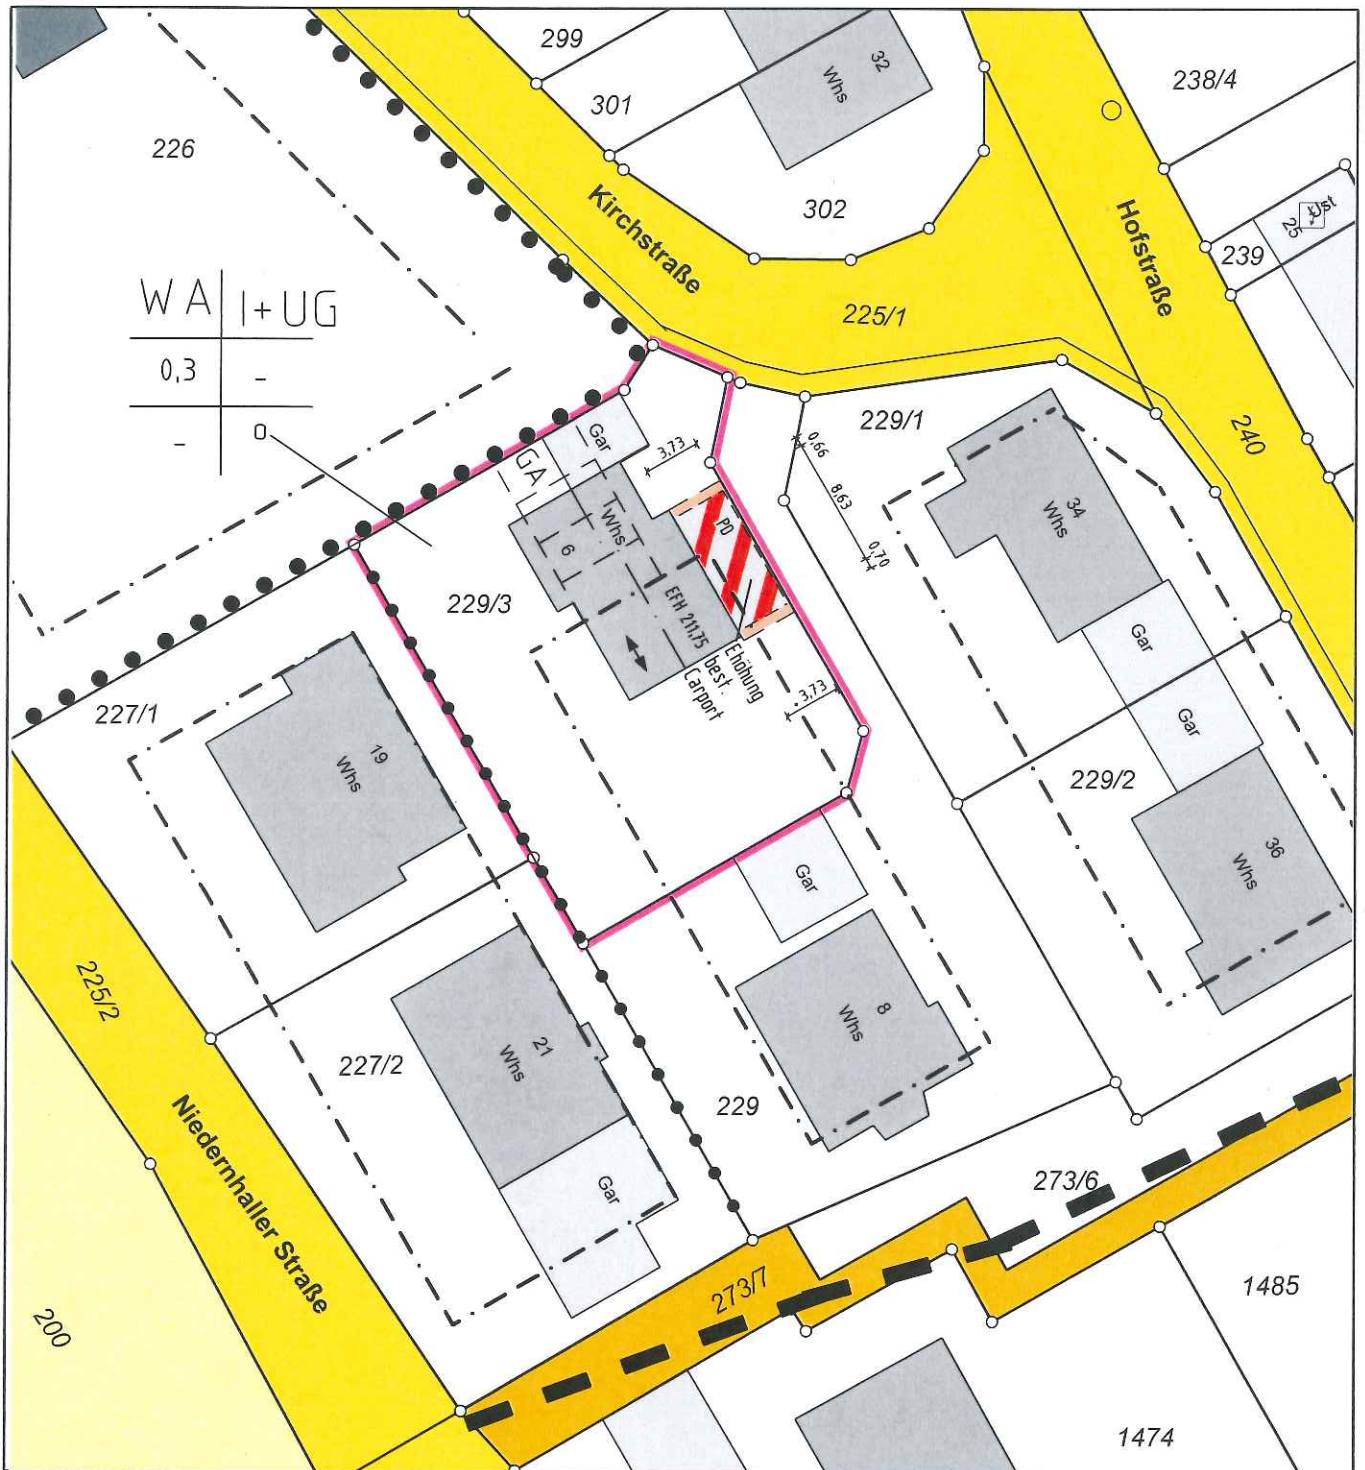 299
32
Whs
238/4
301
226
Kirchstraße
302
Hofstraße
25
Ust
239
WA I+UG
225/1
0,3 -
- o
229/1
240
Gar
3,73
0,66
8,63
0,70
GA
PD
34
Whs
Whs
6
229/3
EFH 211.75
Ehöhung
best.
Carport
Gar
3,73
227/1
Gar
19
Whs
229/2
36
Whs
Gar
225/2
8
Whs
21
Whs
227/2
229
Niedernhaller Straße
Gar
273/6
273/7
1485
200
1474